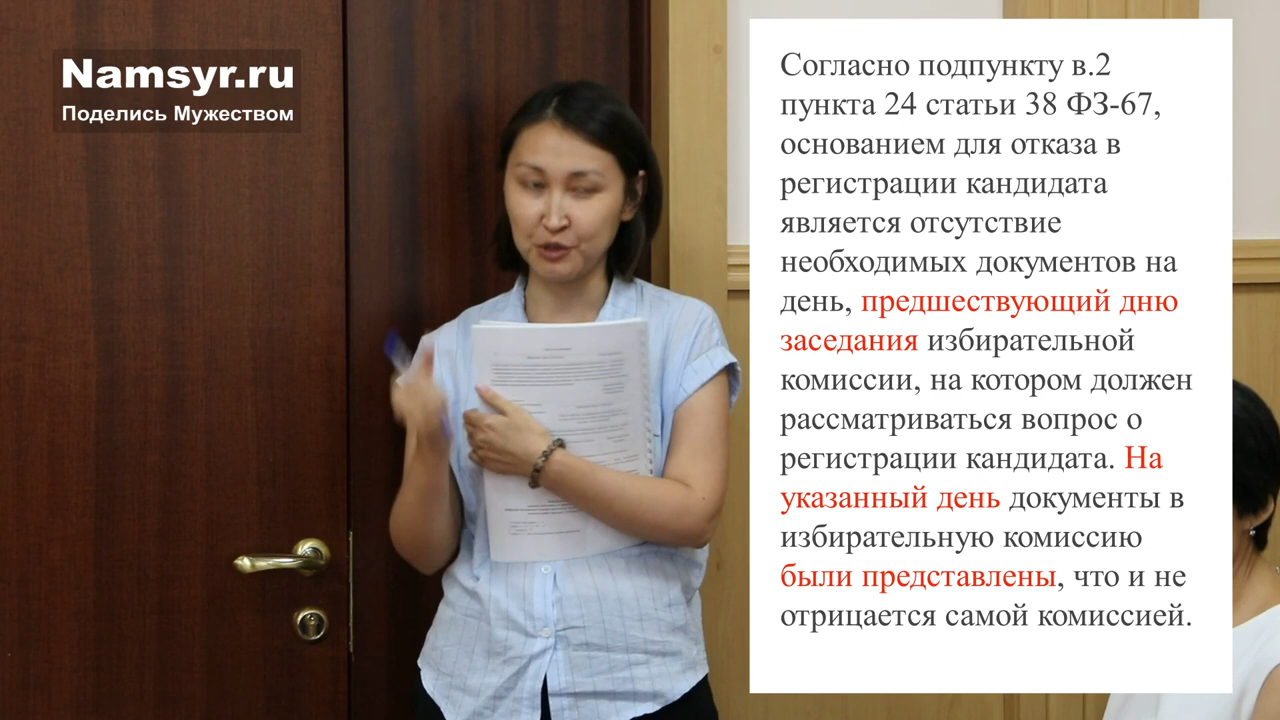 Namsyr.ru
Поделись Мужеством
Согласно подпункту в.2
пункта 24 статьи 38 ФЗ-67,
основанием для отказа в
регистрации кандидата
является отсутствие
необходимых документов на
день, предшествующий дню
заседания избирательной
комиссии, на котором должен
рассматриваться вопрос о
регистрации кандидата. На
указанный день документы в
избирательную комиссию
были представлены, что и не
отрицается самой комиссией.